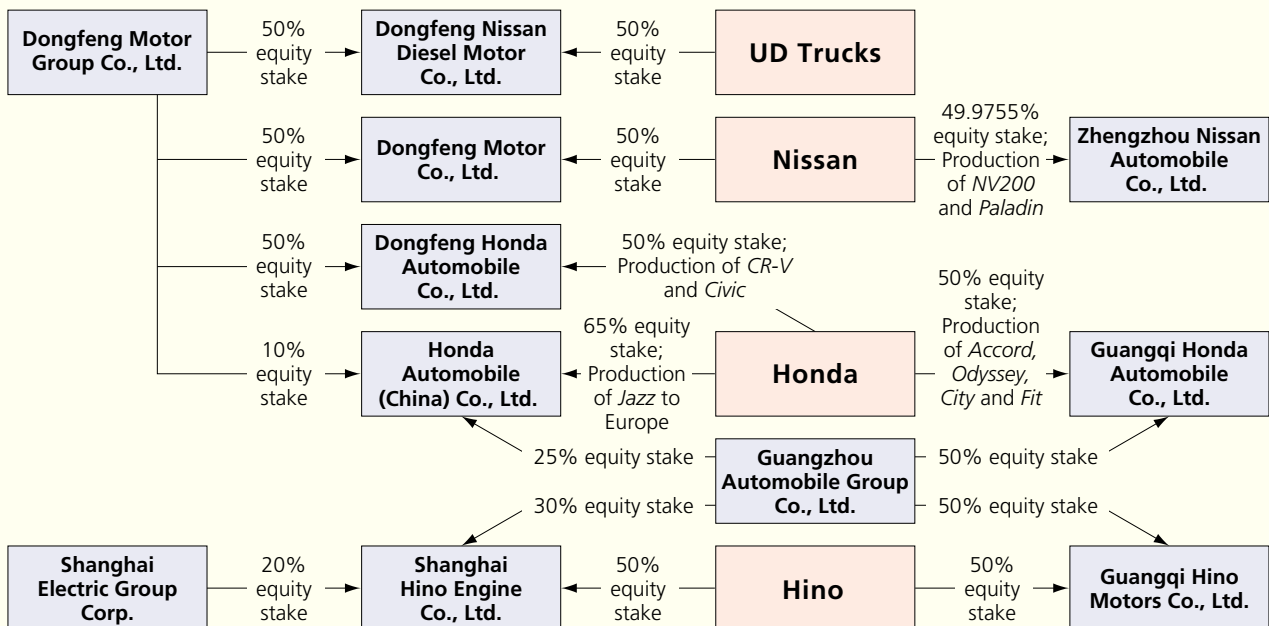 Dongfeng Motor
Group Co., Ltd.
50%
equity
stake
Dongfeng Nissan
Diesel Motor
Co., Ltd.
50%
equity
stake
UD Trucks
50%
equity
stake
Dongfeng Motor
Co., Ltd.
50%
equity
stake
Nissan
49.9755%
equity stake;
Production
of NV200
and Paladin
Zhengzhou Nissan
Automobile
Co., Ltd.
50%
equity
stake
Dongfeng Honda
Automobile
Co., Ltd.
50% equity stake;
Production of CR-V
and Civic
10%
equity
stake
Honda
Automobile
(China) Co., Ltd.
65% equity
stake;
Production
of Jazz to
Europe
Honda
50% equity
stake;
Production
of Accord,
Odyssey,
City and Fit
Guangqi Honda
Automobile
Co., Ltd.
25% equity stake
Guangzhou
Automobile Group
Co., Ltd.
50% equity stake
30% equity stake
50% equity stake
Shanghai
Electric Group
Corp.
20%
equity
stake
Shanghai
Hino Engine
Co., Ltd.
50%
equity
stake
Hino
50%
equity
stake
Guangqi Hino
Motors Co., Ltd.